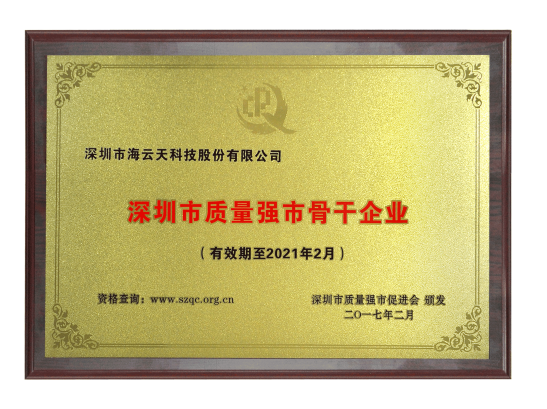 深圳市海云天科技股份有限公司
深圳市质量强市骨干企业
（有效期至2021年2月）
资格查询：www.szqc.org.cn
深圳市质量强市促进会 颁发
二〇一七年二月